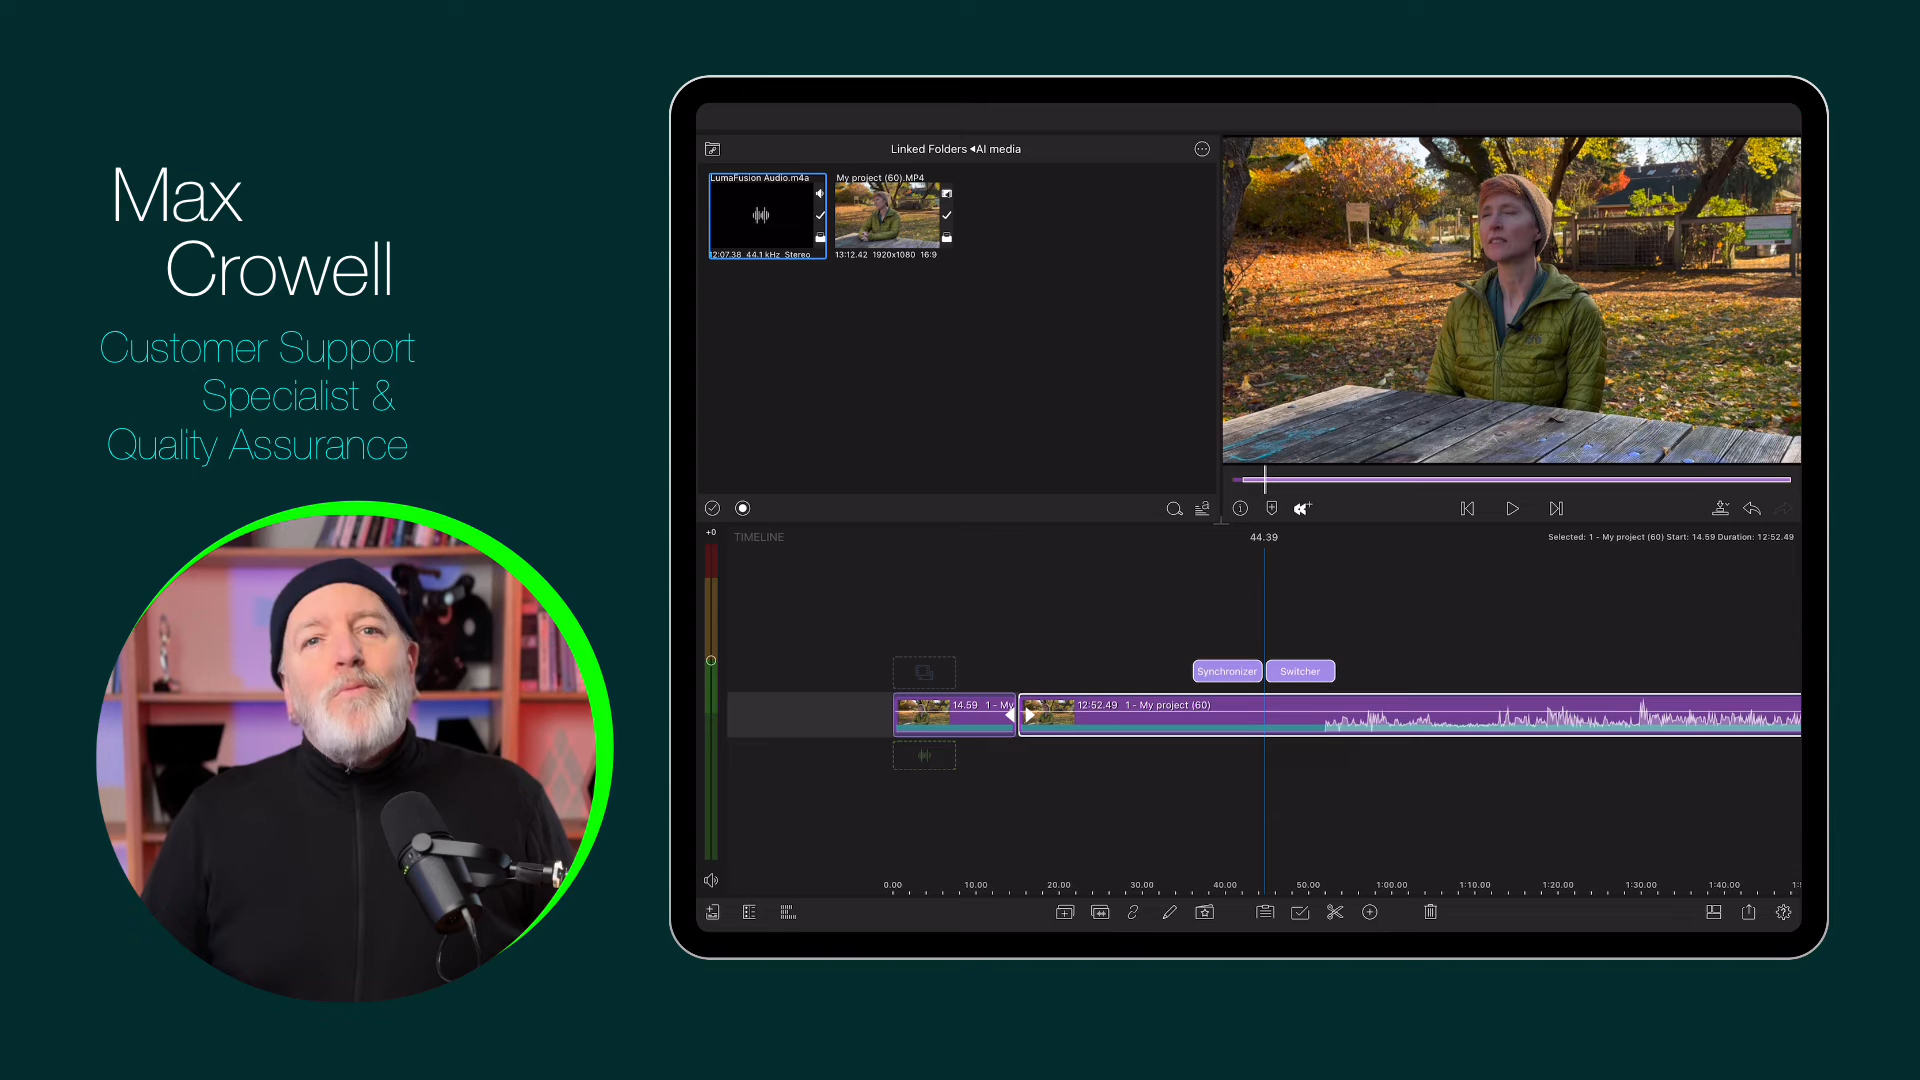 Max
Crowell
Customer Support
Specialist &
Quality Assurance
Linked Folders ◂AI media
LumaFusion Audio.m4a
12:07.38 44.1 kHz Stereo
My project (60).MP4
13:12.42 1920x1080 16:9
+0
TIMELINE
44.39
Selected: 1 - My project (60) Start: 14.59 Duration: 12:52.49
Synchronizer
Switcher
14.59 1 - My
12:52.49 1 - My project (60)
0.00 10.00 20.00 30.00 40.00 50.00 1:00.00 1:10.00 1:20.00 1:30.00 1:40.00